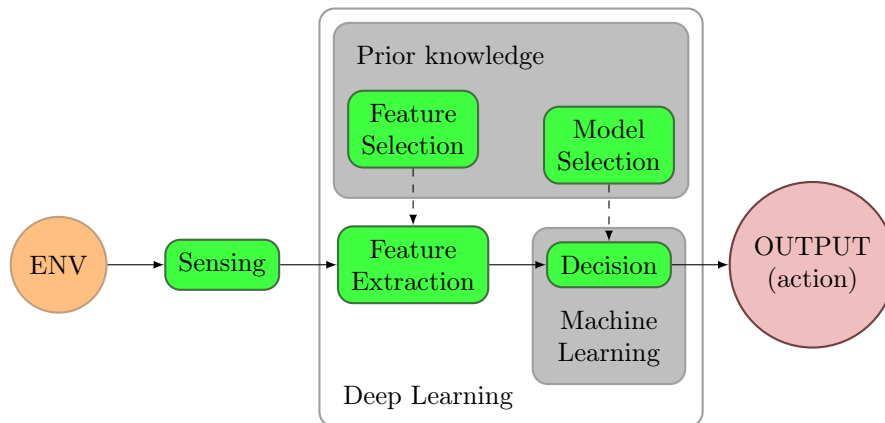 Prior knowledge
Feature
Selection
Model
Selection
ENV
Sensing
Feature
Extraction
Decision
OUTPUT
(action)
Machine
Learning
Deep Learning